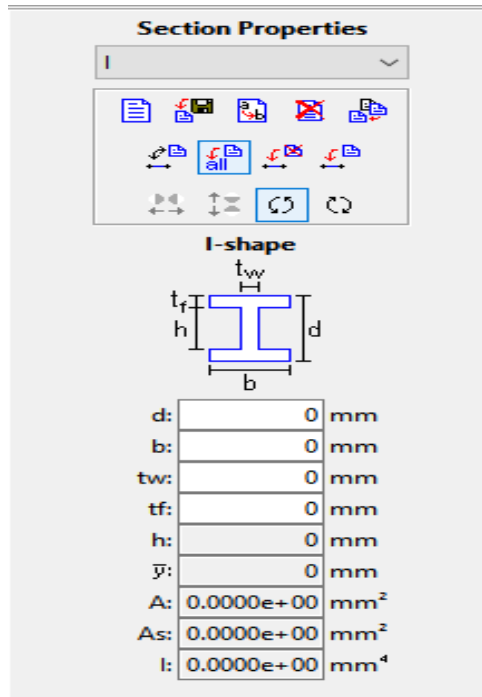 Section Properties
I
a
b
all
I-shape
tw
tf
h
d
b
d: 0 mm
b: 0 mm
tw: 0 mm
tf: 0 mm
h: 0 mm
y̅: 0 mm
A: 0.0000e+00 mm²
As: 0.0000e+00 mm²
I: 0.0000e+00 mm⁴